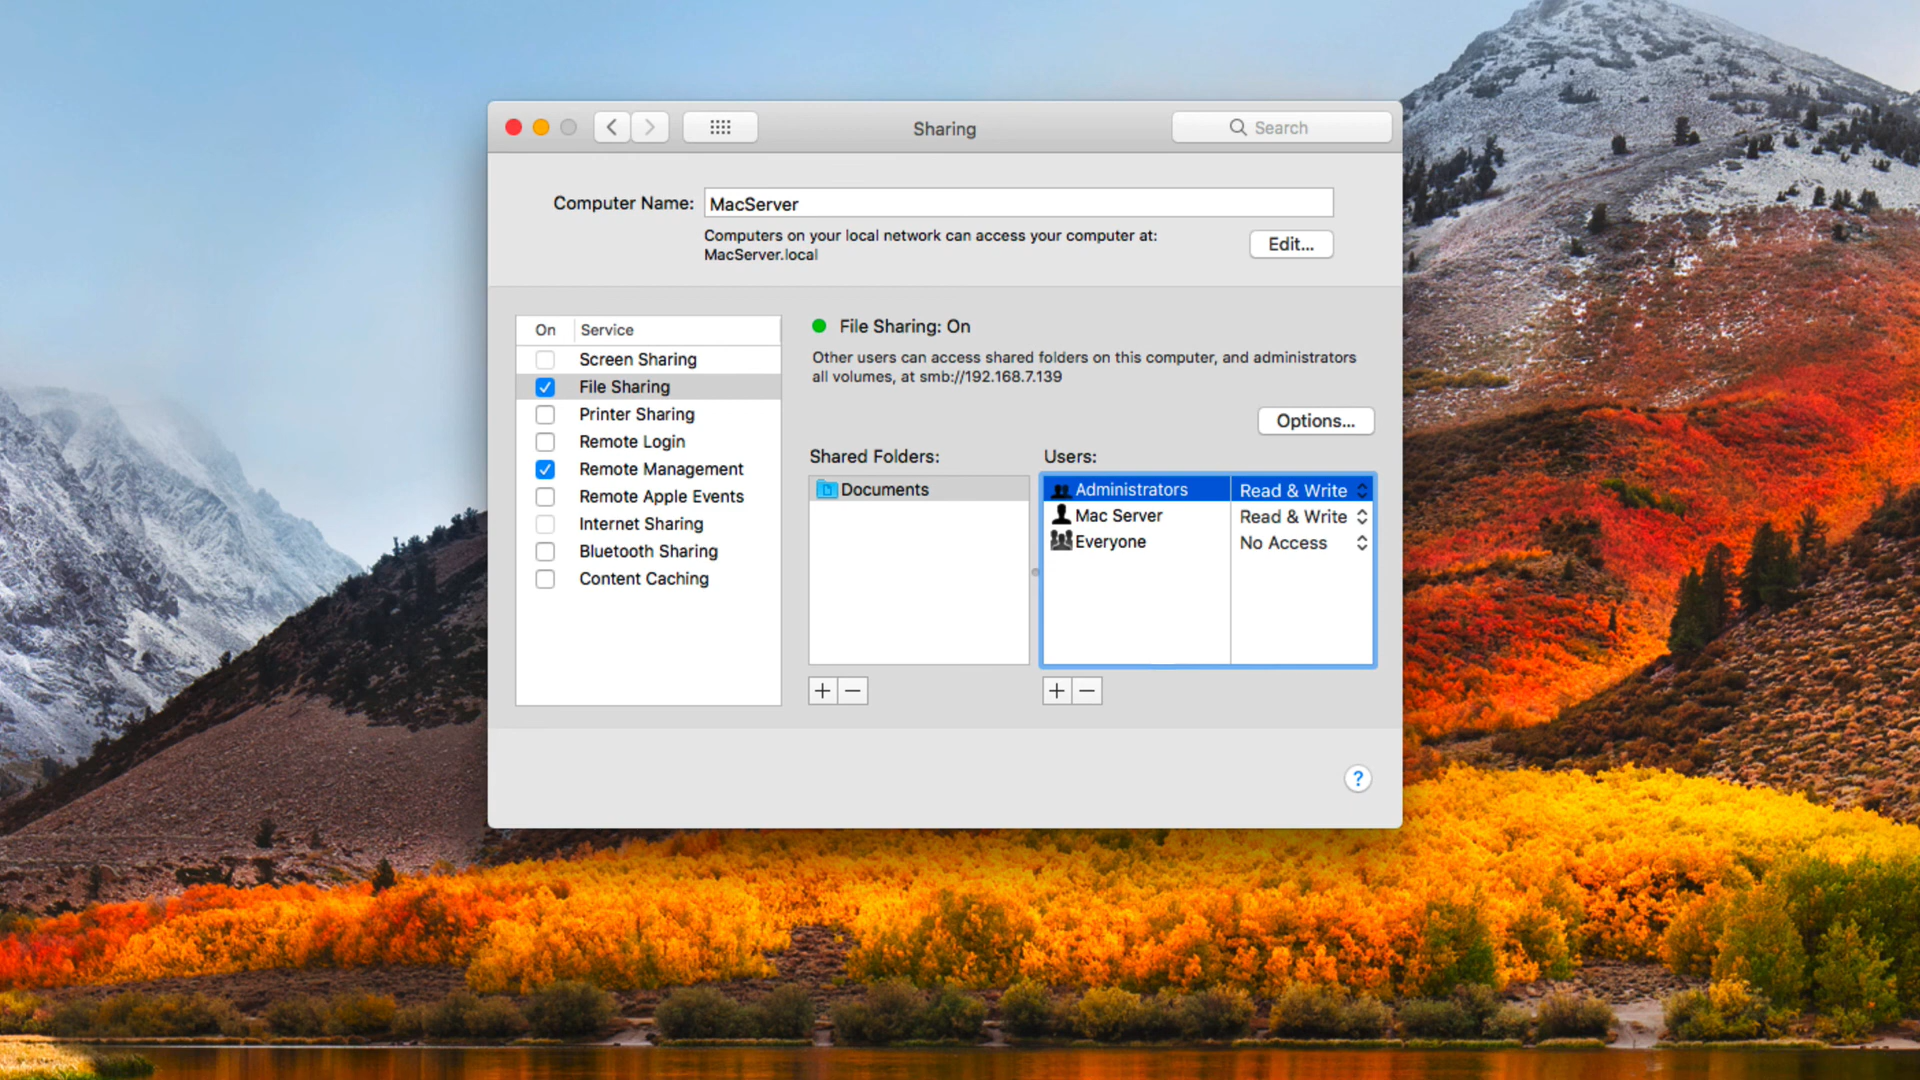 Sharing
Search
Computer Name: MacServer
Computers on your local network can access your computer at:
MacServer.local
Edit...
On Service
Screen Sharing
File Sharing
Printer Sharing
Remote Login
Remote Management
Remote Apple Events
Internet Sharing
Bluetooth Sharing
Content Caching
File Sharing: On
Other users can access shared folders on this computer, and administrators
all volumes, at smb://192.168.7.139
Options...
Shared Folders:
Documents
Users:
Administrators Read & Write
Mac Server Read & Write
Everyone No Access
+ −
+ −
?